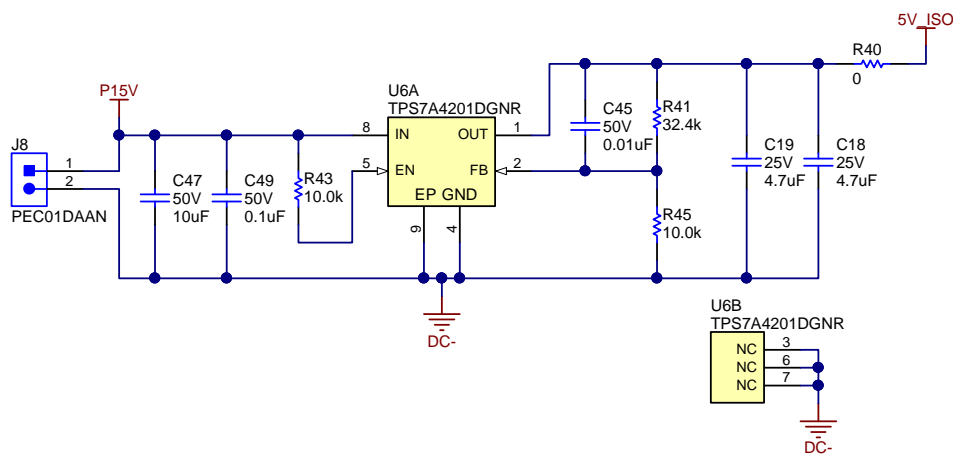 5V_ISO
R40
0
P15V
U6A
TPS7A4201DGNR
J8
1
2
PEC01DAAN
C47
50V
10uF
C49
50V
0.1uF
R43
10.0k
8
IN
OUT
1
5
EN
FB
2
EP GND
9
4
C45
50V
0.01uF
R41
32.4k
R45
10.0k
C19
25V
4.7uF
C18
25V
4.7uF
DC-
U6B
TPS7A4201DGNR
NC
3
NC
6
NC
7
DC-